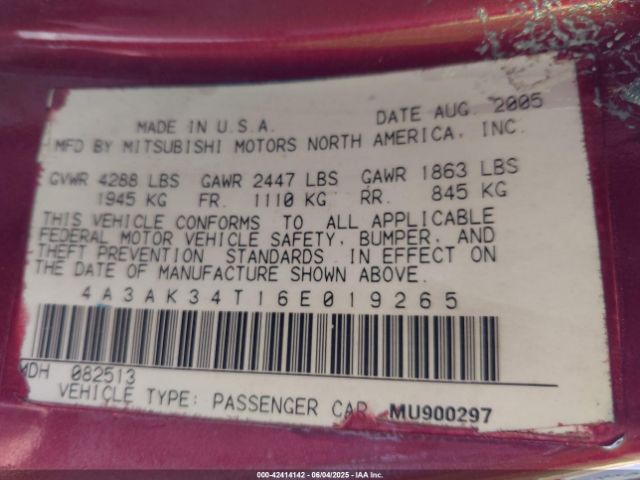 MADE IN U.S.A. DATE AUG. 2005
MFD BY MITSUBISHI MOTORS NORTH AMERICA, INC.
GVWR 4288 LBS GAWR 2447 LBS GAWR 1863 LBS
1945 KG FR. 1110 KG RR. 845 KG
THIS VEHICLE CONFORMS TO ALL APPLICABLE
FEDERAL MOTOR VEHICLE SAFETY, BUMPER, AND
THEFT PREVENTION STANDARDS IN EFFECT ON
THE DATE OF MANUFACTURE SHOWN ABOVE.
4A3AK34T16E019265
MDH 082513
VEHICLE TYPE: PASSENGER CAR MU900297
000-42414142 - 06/04/2025 - IAA Inc.